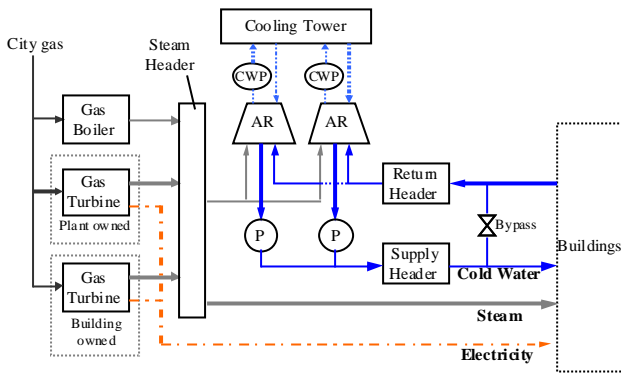 Cooling Tower
City gas
Steam
Header
CWP
CWP
Gas
Boiler
AR
AR
Gas
Turbine
Plant owned
Return
Header
Bypass
P
P
Supply
Header
Buildings
Cold Water
Gas
Turbine
Building
owned
Steam
Electricity